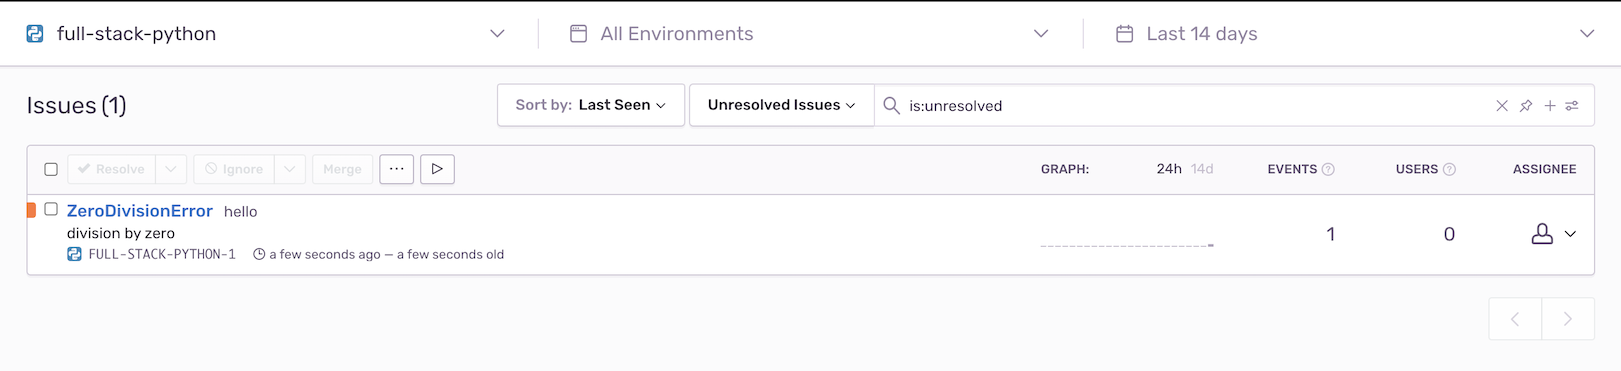 full-stack-python All Environments Last 14 days
Issues (1) Sort by: Last Seen Unresolved Issues is:unresolved
Resolve Ignore Merge ... GRAPH: 24h 14d EVENTS ? USERS ? ASSIGNEE
ZeroDivisionError hello
division by zero 1 0
FULL-STACK-PYTHON-1 a few seconds ago — a few seconds old